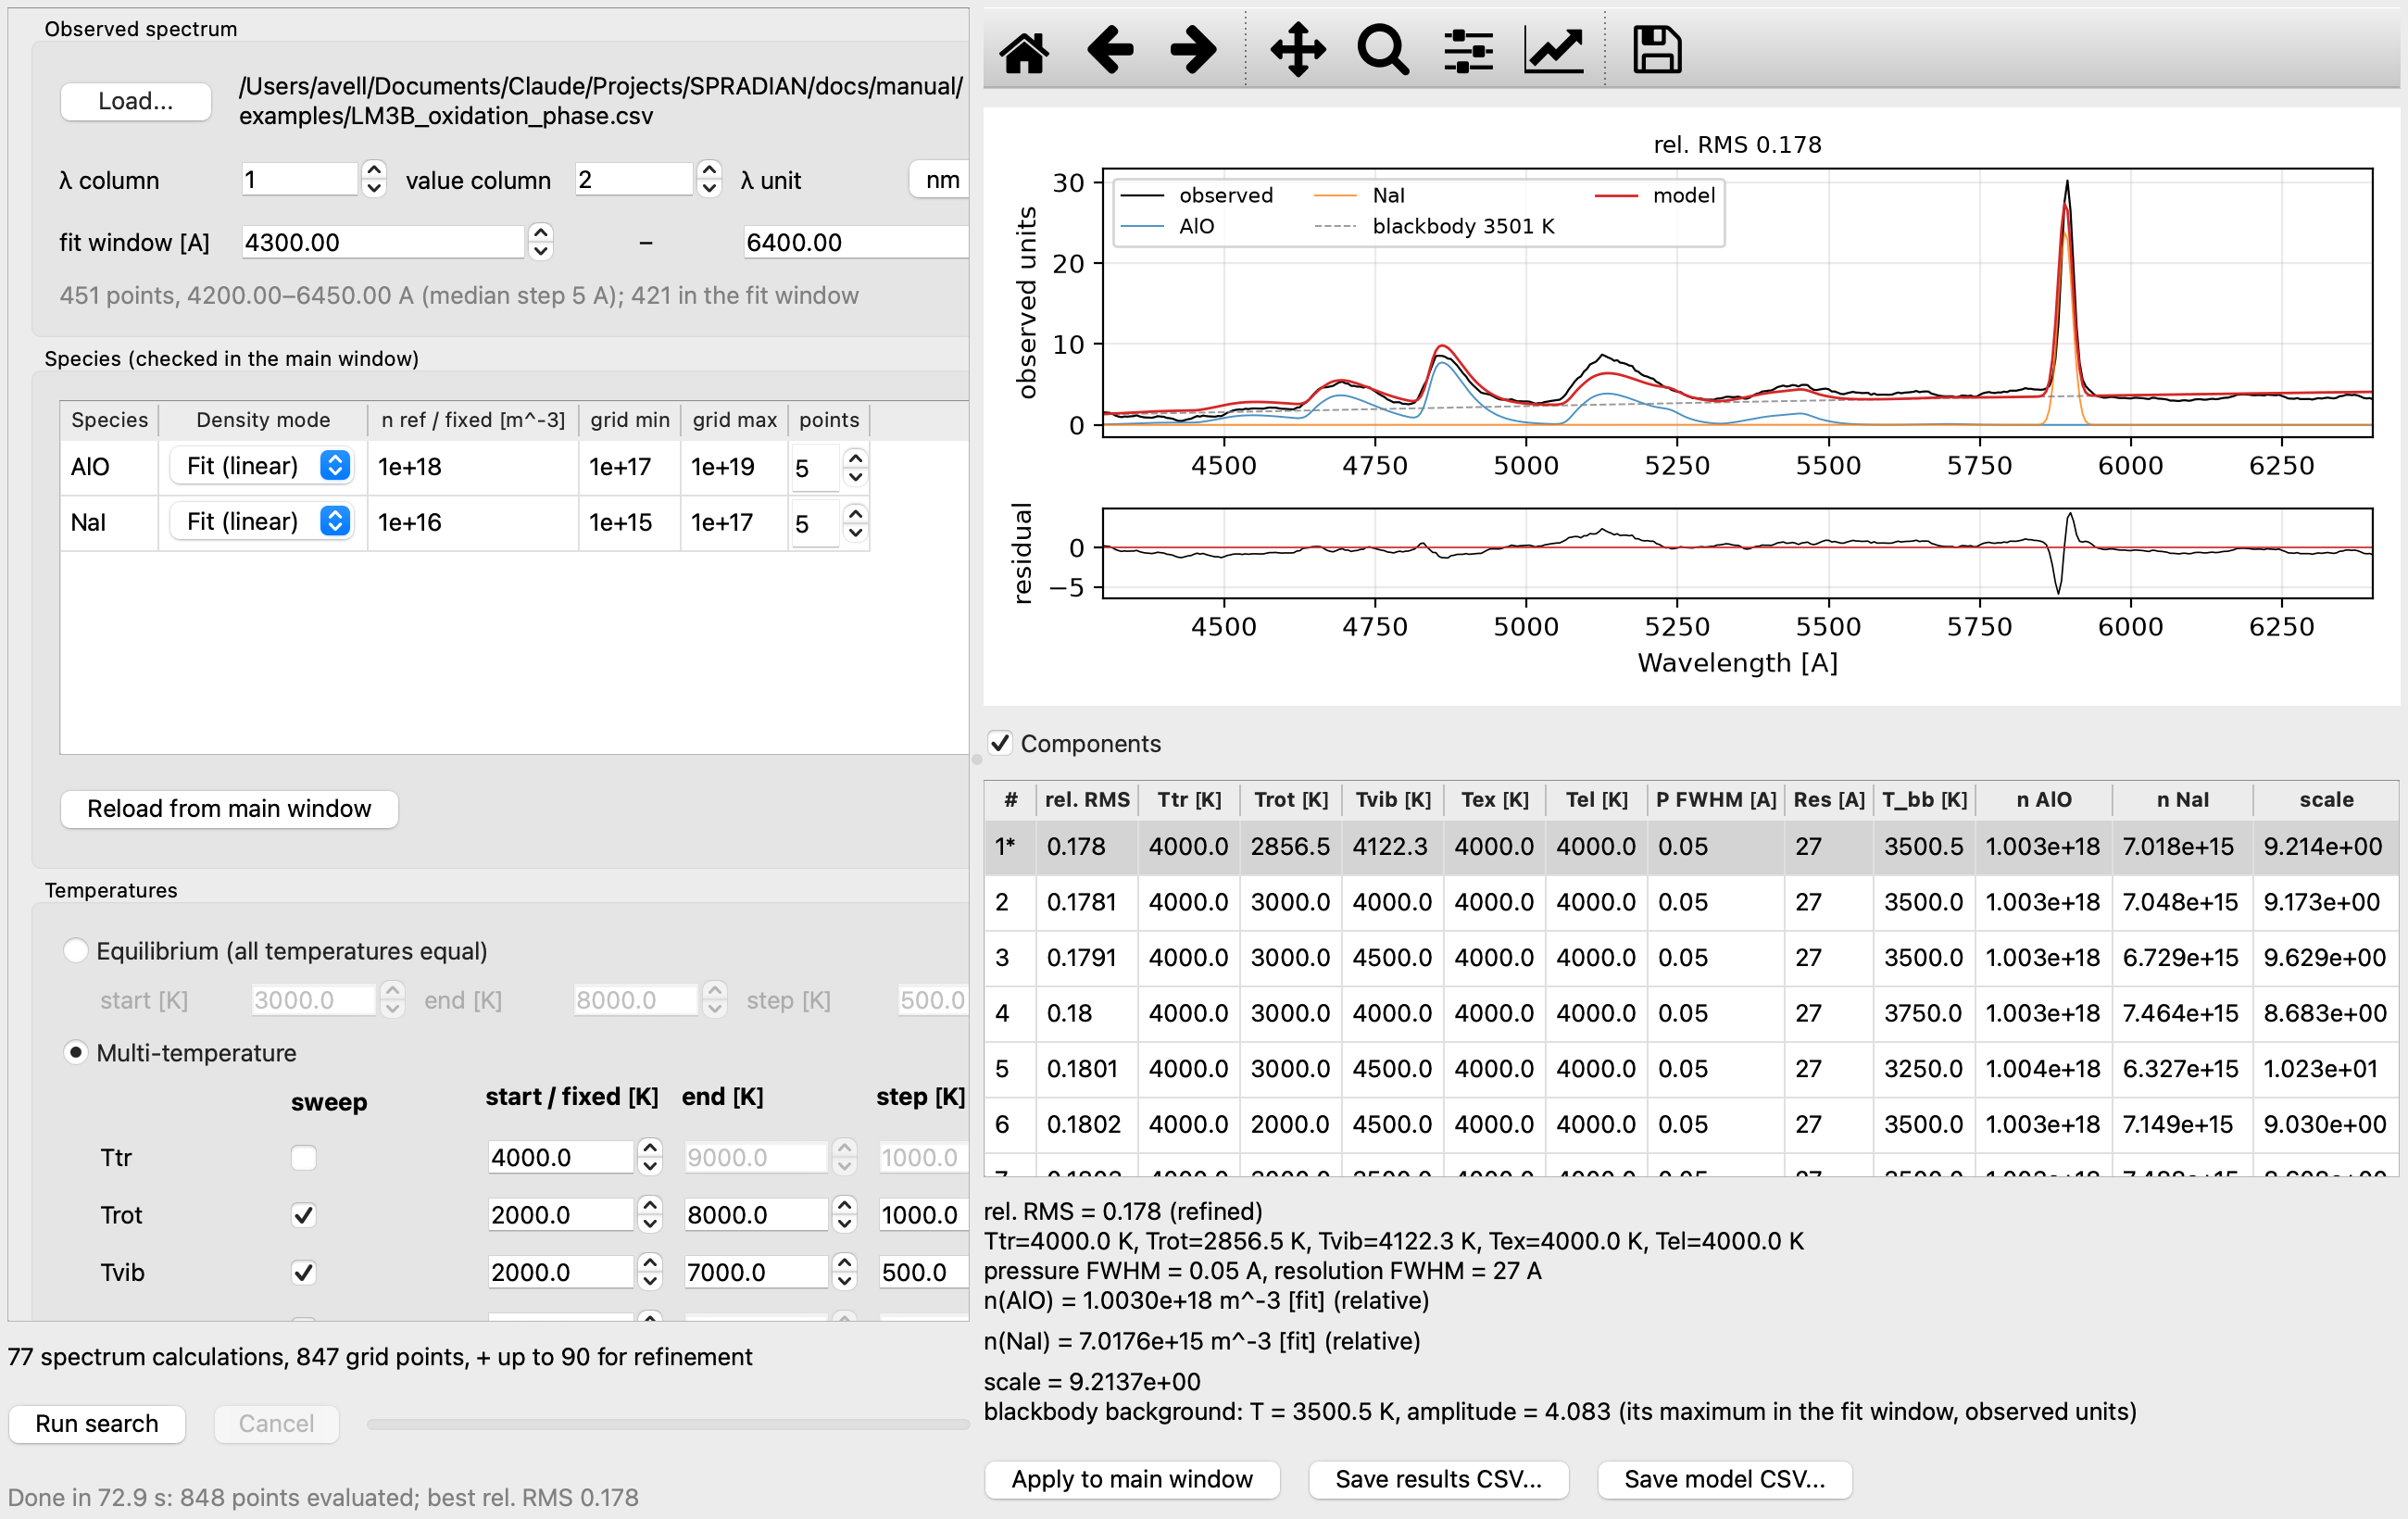 Observed spectrum
Load...
/Users/avell/Documents/Claude/Projects/SPRADIAN/docs/manual/
examples/LM3B_oxidation_phase.csv
λ column 1 value column 2 λ unit nm
fit window [A] 4300.00 – 6400.00
451 points, 4200.00–6450.00 A (median step 5 A); 421 in the fit window
Species (checked in the main window)
Species Density mode n ref / fixed [m^-3] grid min grid max points
AlO Fit (linear) 1e+18 1e+17 1e+19 5
NaI Fit (linear) 1e+16 1e+15 1e+17 5
Reload from main window
Temperatures
Equilibrium (all temperatures equal)
start [K] 3000.0 end [K] 8000.0 step [K] 500.0
Multi-temperature
sweep start / fixed [K] end [K] step [K]
Ttr 4000.0 9000.0 1000.0
Trot 2000.0 8000.0 1000.0
Tvib 2000.0 7000.0 500.0
77 spectrum calculations, 847 grid points, + up to 90 for refinement
Run search Cancel
Done in 72.9 s: 848 points evaluated; best rel. RMS 0.178
rel. RMS 0.178
observed NaI model
AlO blackbody 3501 K
observed units
30
20
10
0
4500 4750 5000 5250 5500 5750 6000 6250
residual
0
−5
4500 4750 5000 5250 5500 5750 6000 6250
Wavelength [A]
Components
# rel. RMS Ttr [K] Trot [K] Tvib [K] Tex [K] Tel [K] P FWHM [A] Res [A] T_bb [K] n AlO n NaI scale
1* 0.178 4000.0 2856.5 4122.3 4000.0 4000.0 0.05 27 3500.5 1.003e+18 7.018e+15 9.214e+00
2 0.1781 4000.0 3000.0 4000.0 4000.0 4000.0 0.05 27 3500.0 1.003e+18 7.048e+15 9.173e+00
3 0.1791 4000.0 3000.0 4500.0 4000.0 4000.0 0.05 27 3500.0 1.003e+18 6.729e+15 9.629e+00
4 0.18 4000.0 3000.0 4000.0 4000.0 4000.0 0.05 27 3750.0 1.003e+18 7.464e+15 8.683e+00
5 0.1801 4000.0 3000.0 4500.0 4000.0 4000.0 0.05 27 3250.0 1.004e+18 6.327e+15 1.023e+01
6 0.1802 4000.0 2000.0 4500.0 4000.0 4000.0 0.05 27 3500.0 1.003e+18 7.149e+15 9.030e+00
rel. RMS = 0.178 (refined)
Ttr=4000.0 K, Trot=2856.5 K, Tvib=4122.3 K, Tex=4000.0 K, Tel=4000.0 K
pressure FWHM = 0.05 A, resolution FWHM = 27 A
n(AlO) = 1.0030e+18 m^-3 [fit] (relative)
n(NaI) = 7.0176e+15 m^-3 [fit] (relative)
scale = 9.2137e+00
blackbody background: T = 3500.5 K, amplitude = 4.083 (its maximum in the fit window, observed units)
Apply to main window Save results CSV... Save model CSV...